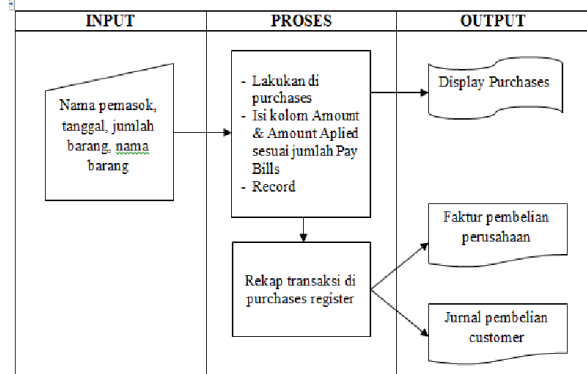 INPUT
PROSES
OUTPUT
Nama pemasok,
tanggal, jumlah
barang, nama
barang
- Lakukan di
purchases
- Isi kolom Amount
& Amount Aplied
sesuai jumlah Pay
Bills
- Record
Display Purchases
Rekap transaksi di
purchases register
Faktur pembelian
perusahaan
Jurnal pembelian
customer